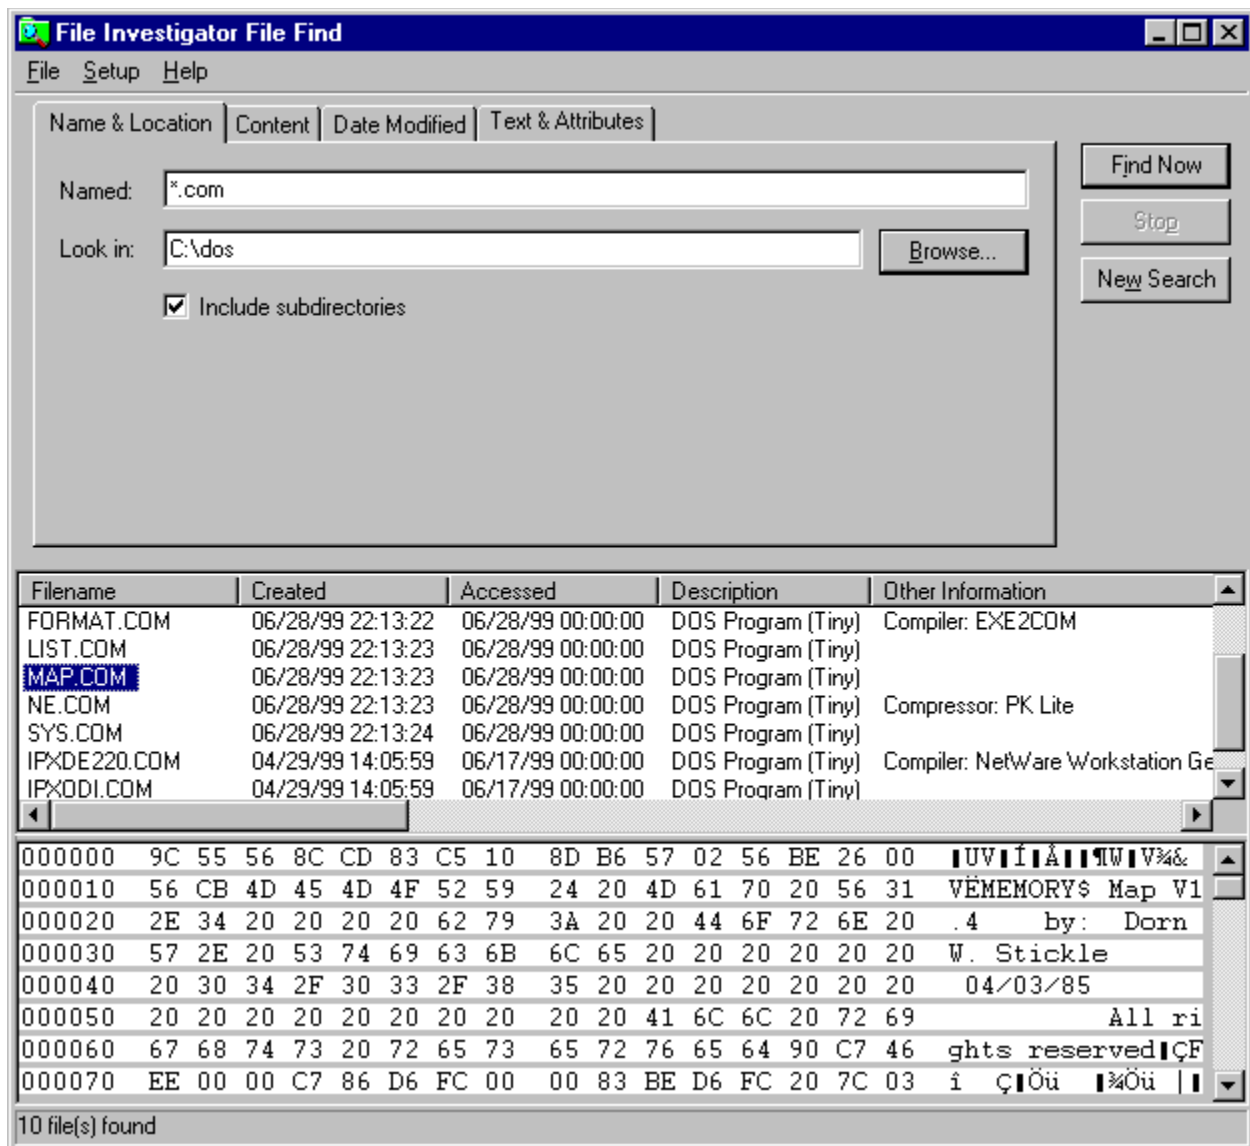 File Investigator File Find
File Setup Help
Name & Location Content Date Modified Text & Attributes
Named: *.com
Find Now
Stop
Look in: C:\dos Browse...
New Search
Include subdirectories
Filename Created Accessed Description Other Information
FORMAT.COM 06/28/99 22:13:22 06/28/99 00:00:00 DOS Program (Tiny) Compiler: EXE2COM
LIST.COM 06/28/99 22:13:23 06/28/99 00:00:00 DOS Program (Tiny)
MAP.COM 06/28/99 22:13:23 06/28/99 00:00:00 DOS Program (Tiny)
NE.COM 06/28/99 22:13:23 06/28/99 00:00:00 DOS Program (Tiny) Compressor: PK Lite
SYS.COM 06/28/99 22:13:24 06/28/99 00:00:00 DOS Program (Tiny)
IPXDE220.COM 04/29/99 14:05:59 06/17/99 00:00:00 DOS Program (Tiny) Compiler: NetWare Workstation Ge
IPXODI.COM 04/29/99 14:05:59 06/17/99 00:00:00 DOS Program (Tiny)
000000 9C 55 56 8C CD 83 C5 10 8D B6 57 02 56 BE 26 00 ▮UV▮Í▮Å▮▮¶W▮V¾&
000010 56 CB 4D 45 4D 4F 52 59 24 20 4D 61 70 20 56 31 VËMEMORY$ Map V1
000020 2E 34 20 20 20 20 62 79 3A 20 20 44 6F 72 6E 20 .4 by: Dorn
000030 57 2E 20 53 74 69 63 6B 6C 65 20 20 20 20 20 20 W. Stickle
000040 20 30 34 2F 30 33 2F 38 35 20 20 20 20 20 20 20 04/03/85
000050 20 20 20 20 20 20 20 20 20 20 41 6C 6C 20 72 69 All ri
000060 67 68 74 73 20 72 65 73 65 72 76 65 64 90 C7 46 ghts reserved▮ÇF
000070 EE 00 00 C7 86 D6 FC 00 00 83 BE D6 FC 20 7C 03 î Ç▮Öü ▮¾Öü |▮
10 file(s) found